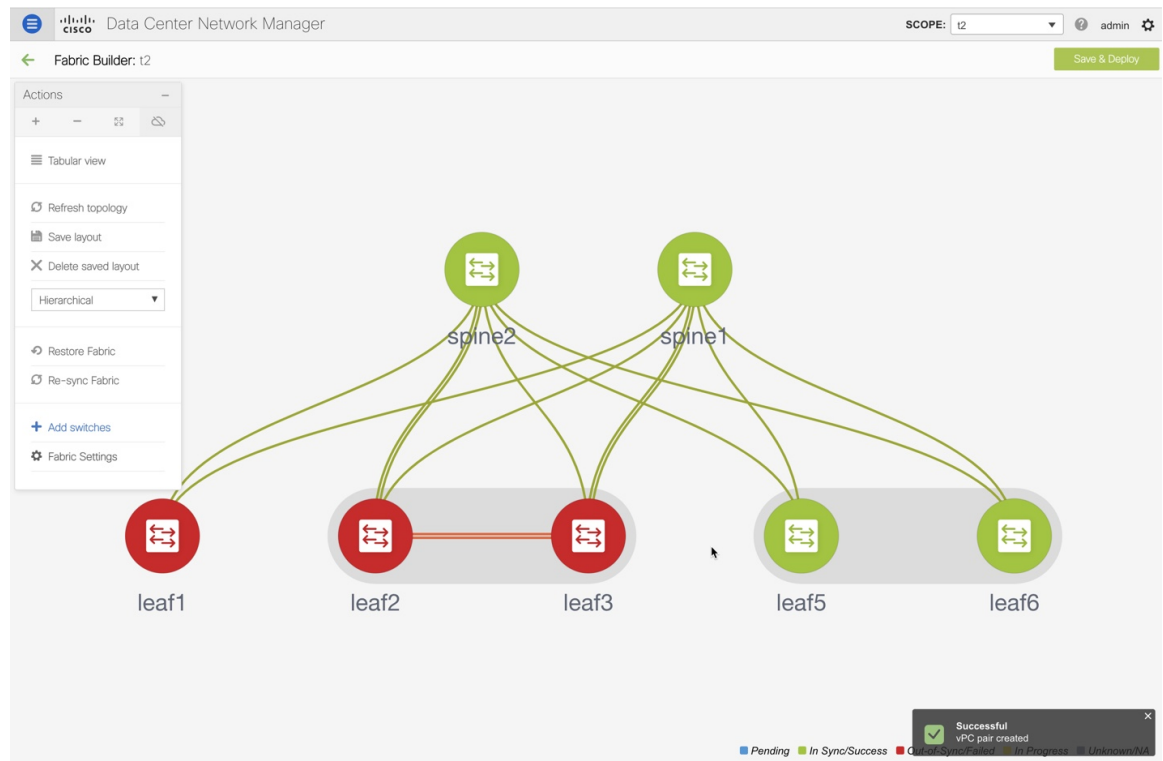 cisco Data Center Network Manager SCOPE: t2 admin
Fabric Builder: t2 Save & Deploy
Actions
Tabular view
Refresh topology
Save layout
Delete saved layout
Hierarchical
Restore Fabric
Re-sync Fabric
Add switches
Fabric Settings
spine2 spine1
leaf1 leaf2 leaf3 leaf5 leaf6
Successful
vPC pair created
Pending In Sync/Success Out-of-Sync/Failed In Progress Unknown/NA